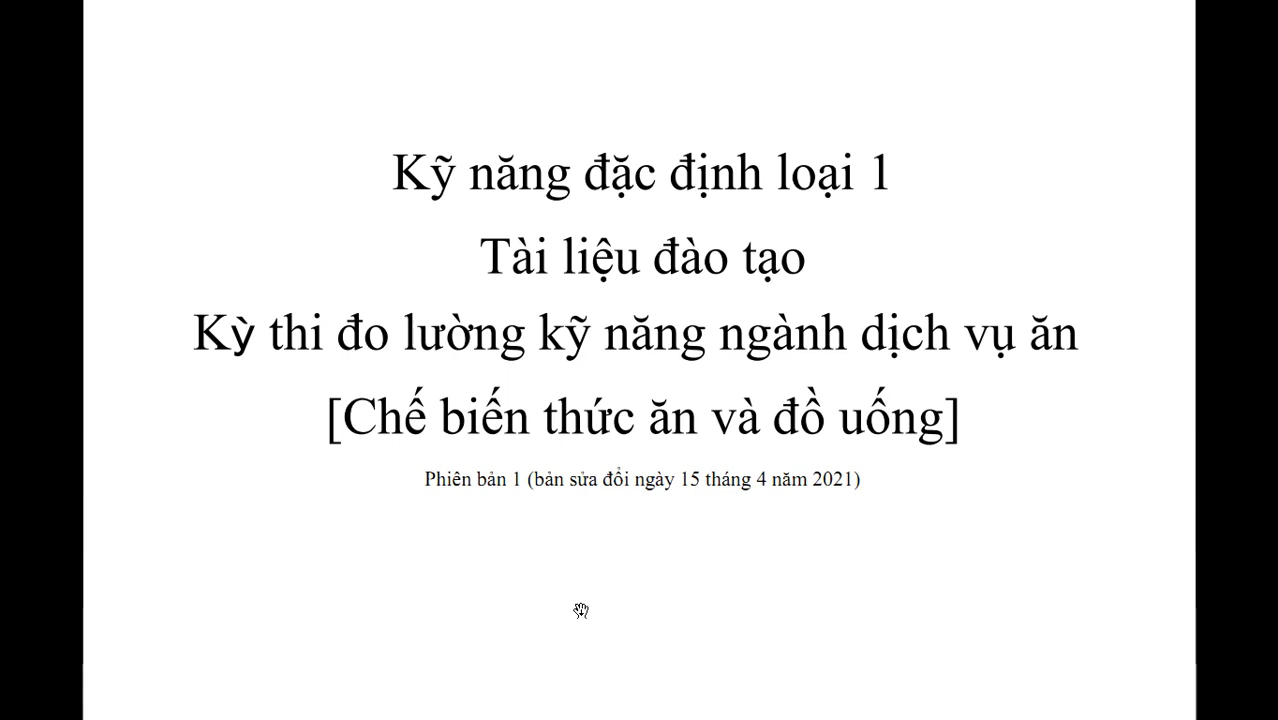 Kỹ năng đặc định loại 1
Tài liệu đào tạo
Kỳ thi đo lường kỹ năng ngành dịch vụ ăn
[Chế biến thức ăn và đồ uống]
Phiên bản 1 (bản sửa đổi ngày 15 tháng 4 năm 2021)